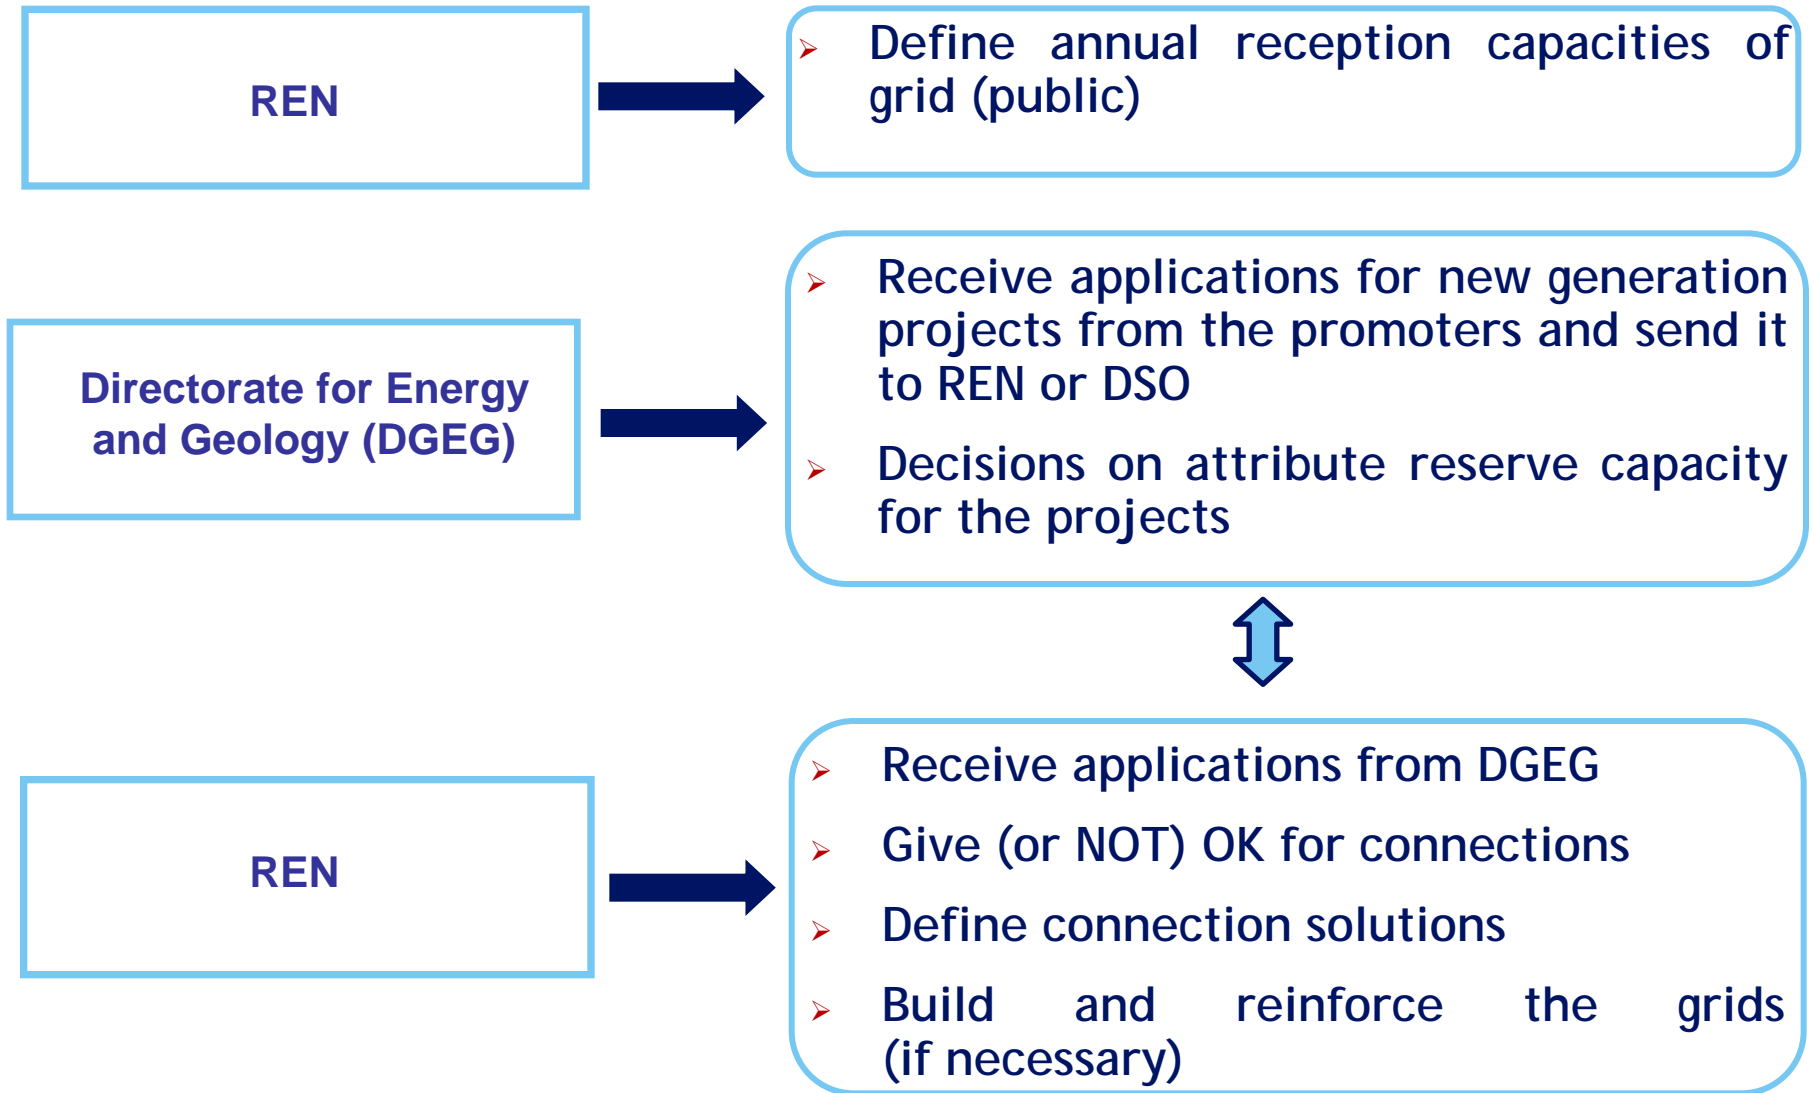 REN
➢ Define annual reception capacities of
grid (public)
Directorate for Energy
and Geology (DGEG)
➢ Receive applications for new generation
projects from the promoters and send it
to REN or DSO
➢ Decisions on attribute reserve capacity
for the projects
REN
➢ Receive applications from DGEG
➢ Give (or NOT) OK for connections
➢ Define connection solutions
➢ Build and reinforce the grids
(if necessary)